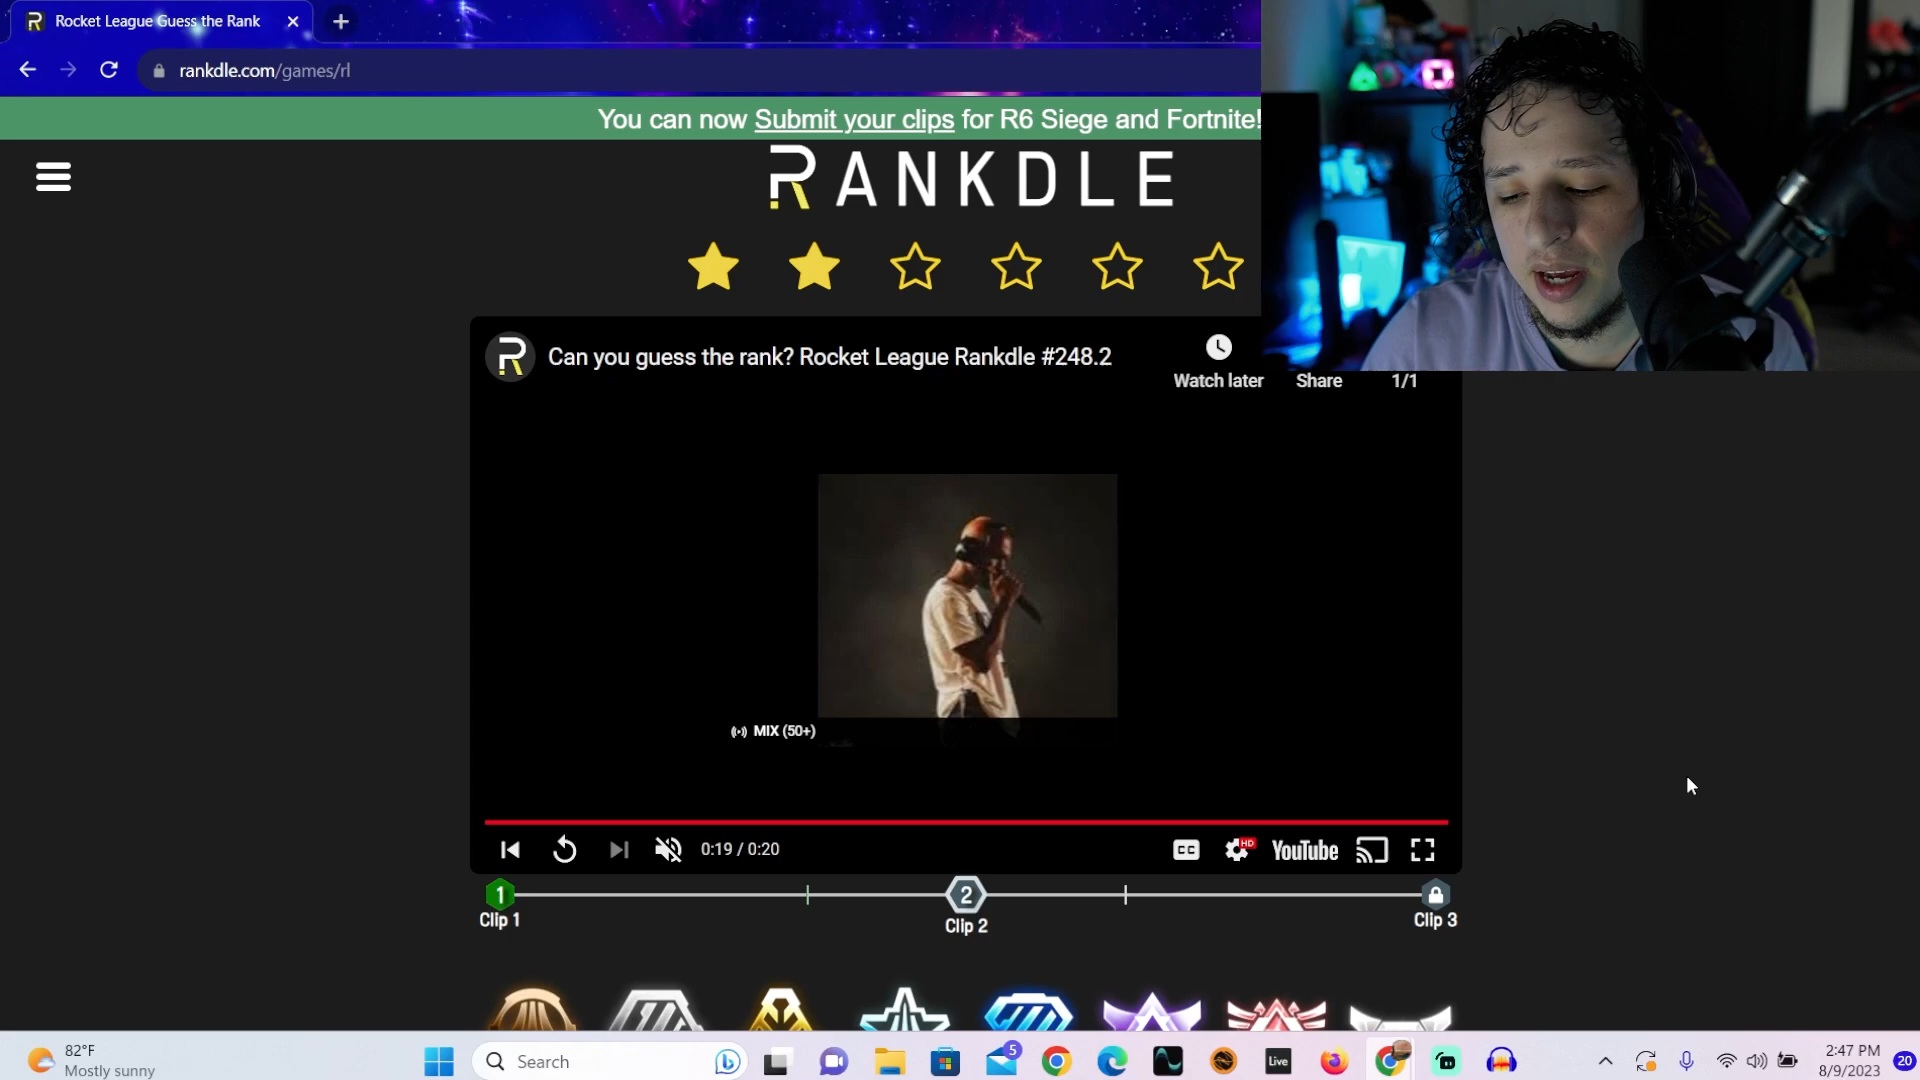 Rocket League Guess the Rank
rankdle.com/games/rl
You can now Submit your clips for R6 Siege and Fortnite!
RANKDLE
Can you guess the rank? Rocket League Rankdle #248.2
Watch later
Share
1/1
MIX (50+)
0:19 / 0:20
CC
HD
YouTube
1
Clip 1
2
Clip 2
Clip 3
82°F
Mostly sunny
Search
5
Live
2:47 PM
8/9/2023
20